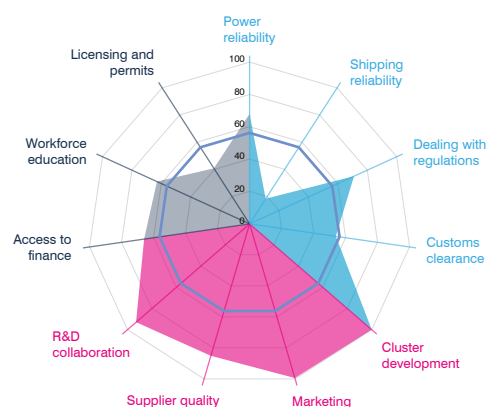 Power
reliability
Licensing and
permits
Shipping
reliability
100
80
60
40
20
0
Workforce
education
Dealing with
regulations
Access to
finance
Customs
clearance
R&D
collaboration
Cluster
development
Supplier quality
Marketing